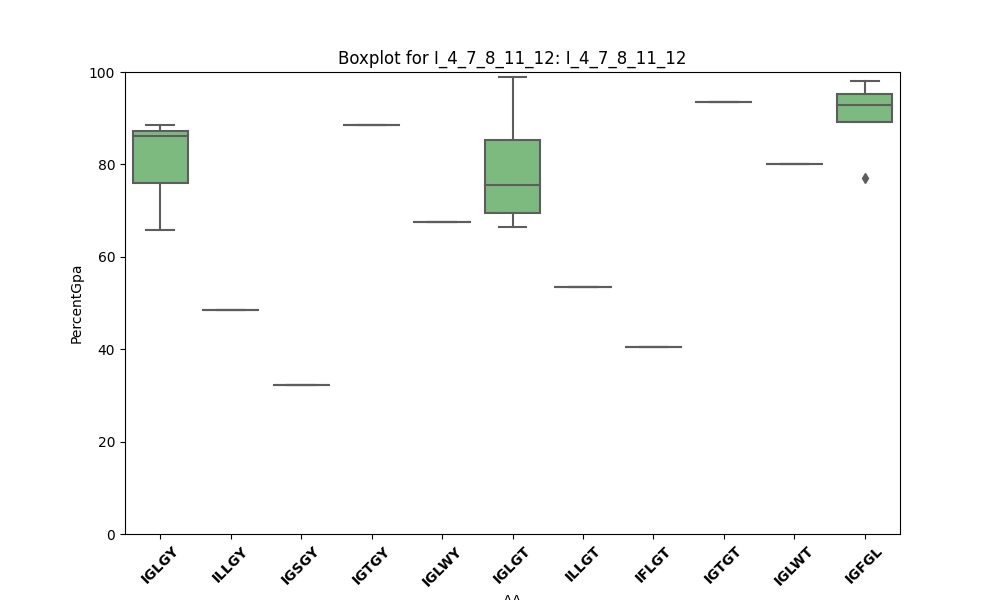 Boxplot for I_4_7_8_11_12: I_4_7_8_11_12
100
80
60
40
20
0
PercentGpa
IGLGY
ILLGY
IGSGY
IGTGY
IGLWY
IGLGT
ILLGT
IFLGT
IGTGT
IGLWT
IGFGL
AA